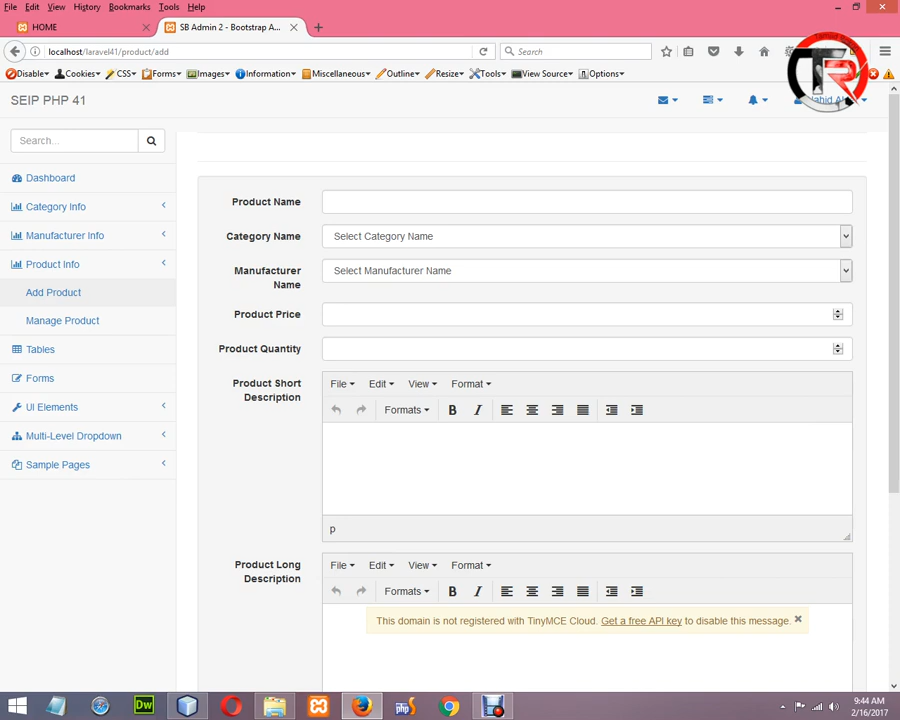 File Edit View History Bookmarks Tools Help
HOME
SB Admin 2 - Bootstrap A...
localhost/laravel41/product/add
Search
Disable Cookies CSS Forms Images Information Miscellaneous Outline Resize Tools View Source Options
SEIP PHP 41
Search...
Dashboard
Category Info
Manufacturer Info
Product Info
Add Product
Manage Product
Tables
Forms
UI Elements
Multi-Level Dropdown
Sample Pages
Product Name
Category Name
Select Category Name
Manufacturer Name
Select Manufacturer Name
Product Price
Product Quantity
Product Short Description
File Edit View Format
Formats B I
p
Product Long Description
File Edit View Format
Formats B I
This domain is not registered with TinyMCE Cloud. Get a free API key to disable this message.
Dw
php
9:44 AM
2/16/2017